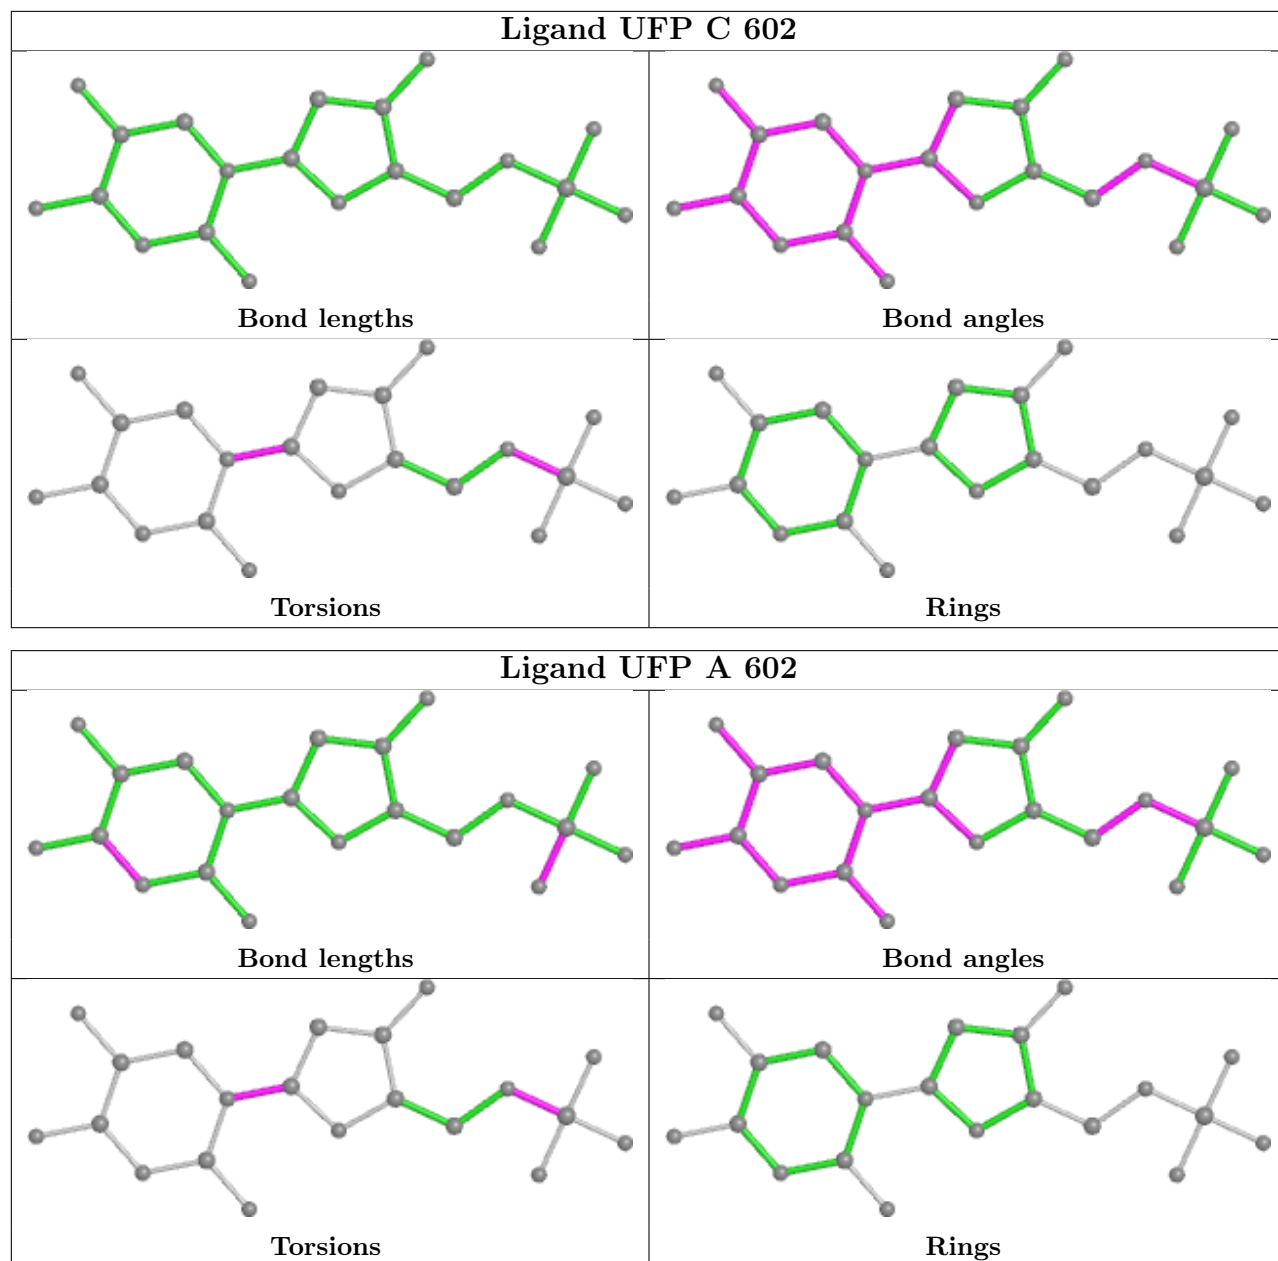 Ligand UFP C 602
Bond lengths
Bond angles
Torsions
Rings
Ligand UFP A 602
Bond lengths
Bond angles
Torsions
Rings